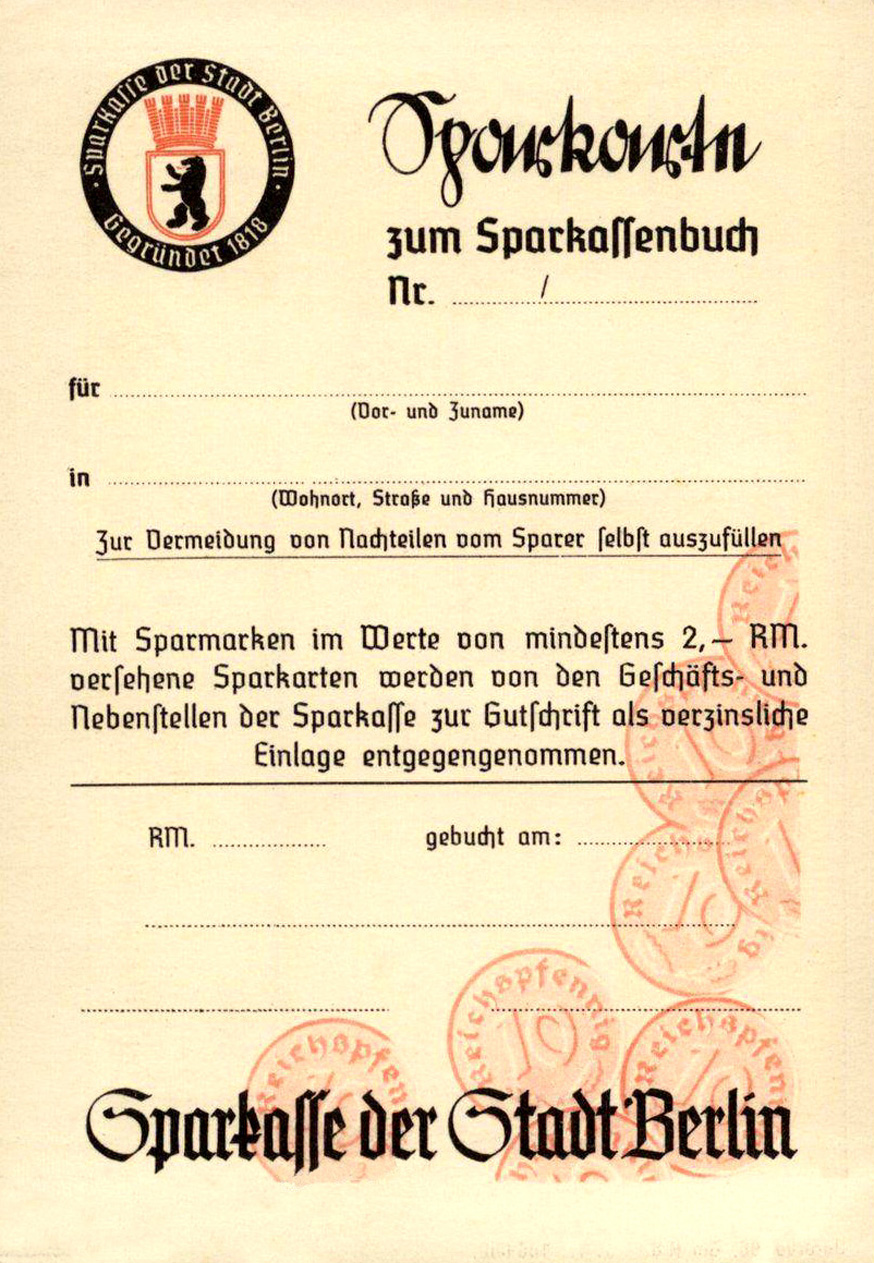 Sparkasse der Stadt Berlin
Gegründet 1818
Sparkarte
zum Sparkassenbuch
Nr. /
für
(Vor- und Zuname)
in
(Wohnort, Straße und Hausnummer)
Zur Vermeidung von Nachteilen vom Sparer selbst auszufüllen
Mit Sparmarken im Werte von mindestens 2,— RM.
versehene Sparkarten werden von den Geschäfts- und
Nebenstellen der Sparkasse zur Gutschrift als verzinsliche
Einlage entgegengenommen.
RM. gebucht am:
Reichspfennig
10
Sparkasse der Stadt Berlin